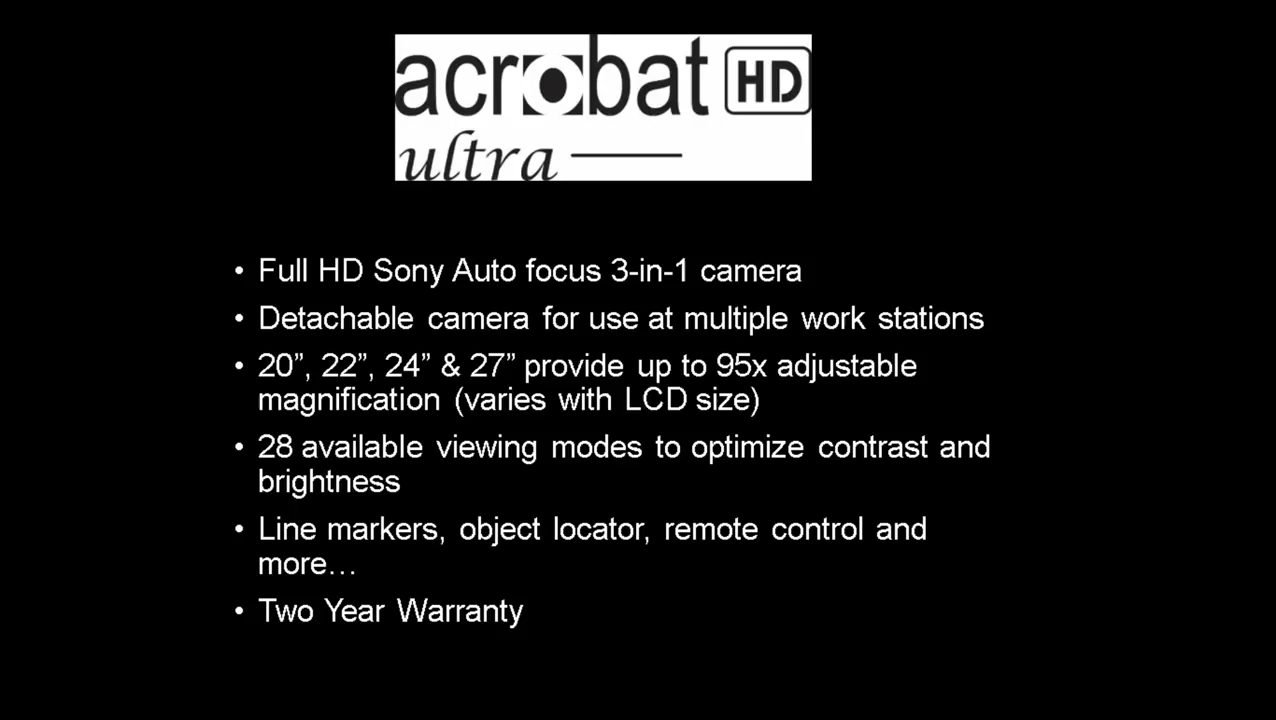 acrobat HD
ultra
• Full HD Sony Auto focus 3-in-1 camera
• Detachable camera for use at multiple work stations
• 20”, 22”, 24” & 27” provide up to 95x adjustable
magnification (varies with LCD size)
• 28 available viewing modes to optimize contrast and
brightness
• Line markers, object locator, remote control and
more…
• Two Year Warranty